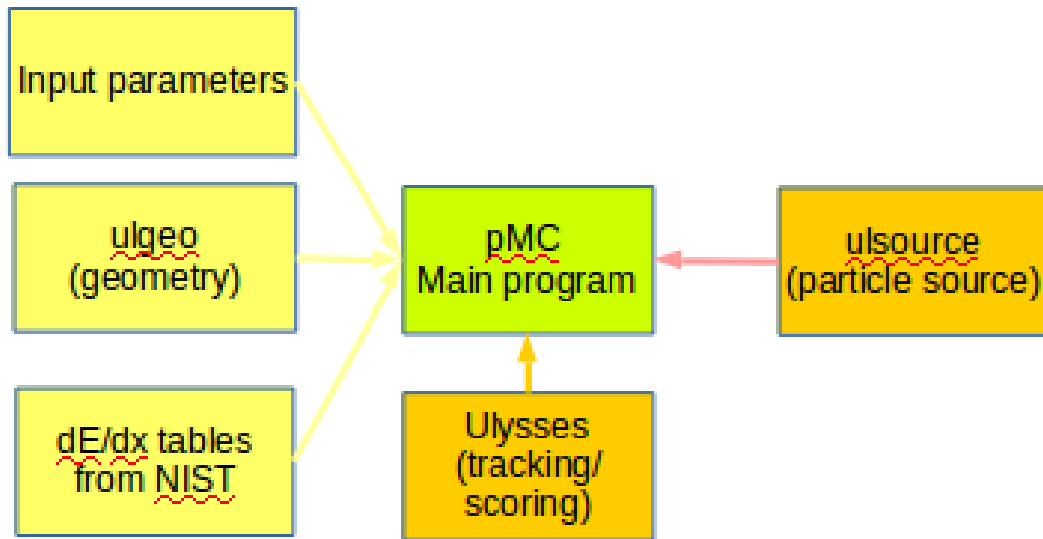 Input parameters
ulgeo
(geometry)
dE/dx tables
from NIST
pMC
Main program
Ulysses
(tracking/
scoring)
ulsource
(particle source)